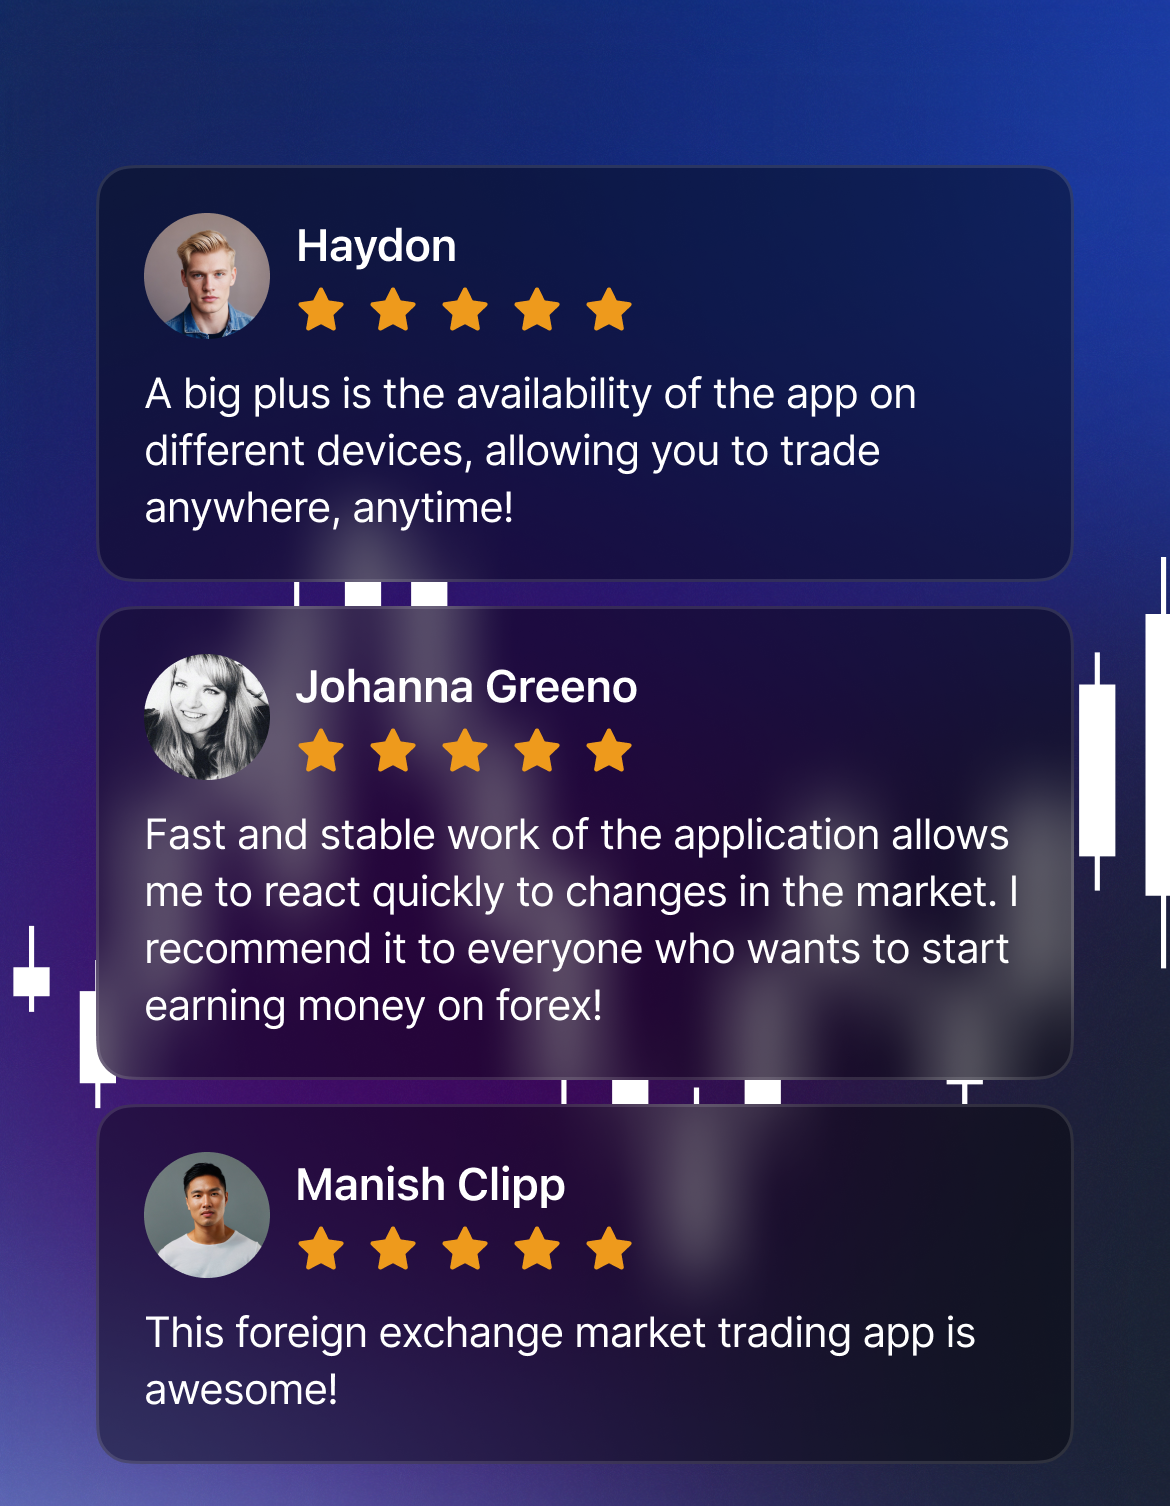 Haydon
A big plus is the availability of the app on
different devices, allowing you to trade
anywhere, anytime!
Johanna Greeno
Fast and stable work of the application allows
me to react quickly to changes in the market. I
recommend it to everyone who wants to start
earning money on forex!
Manish Clipp
This foreign exchange market trading app is
awesome!